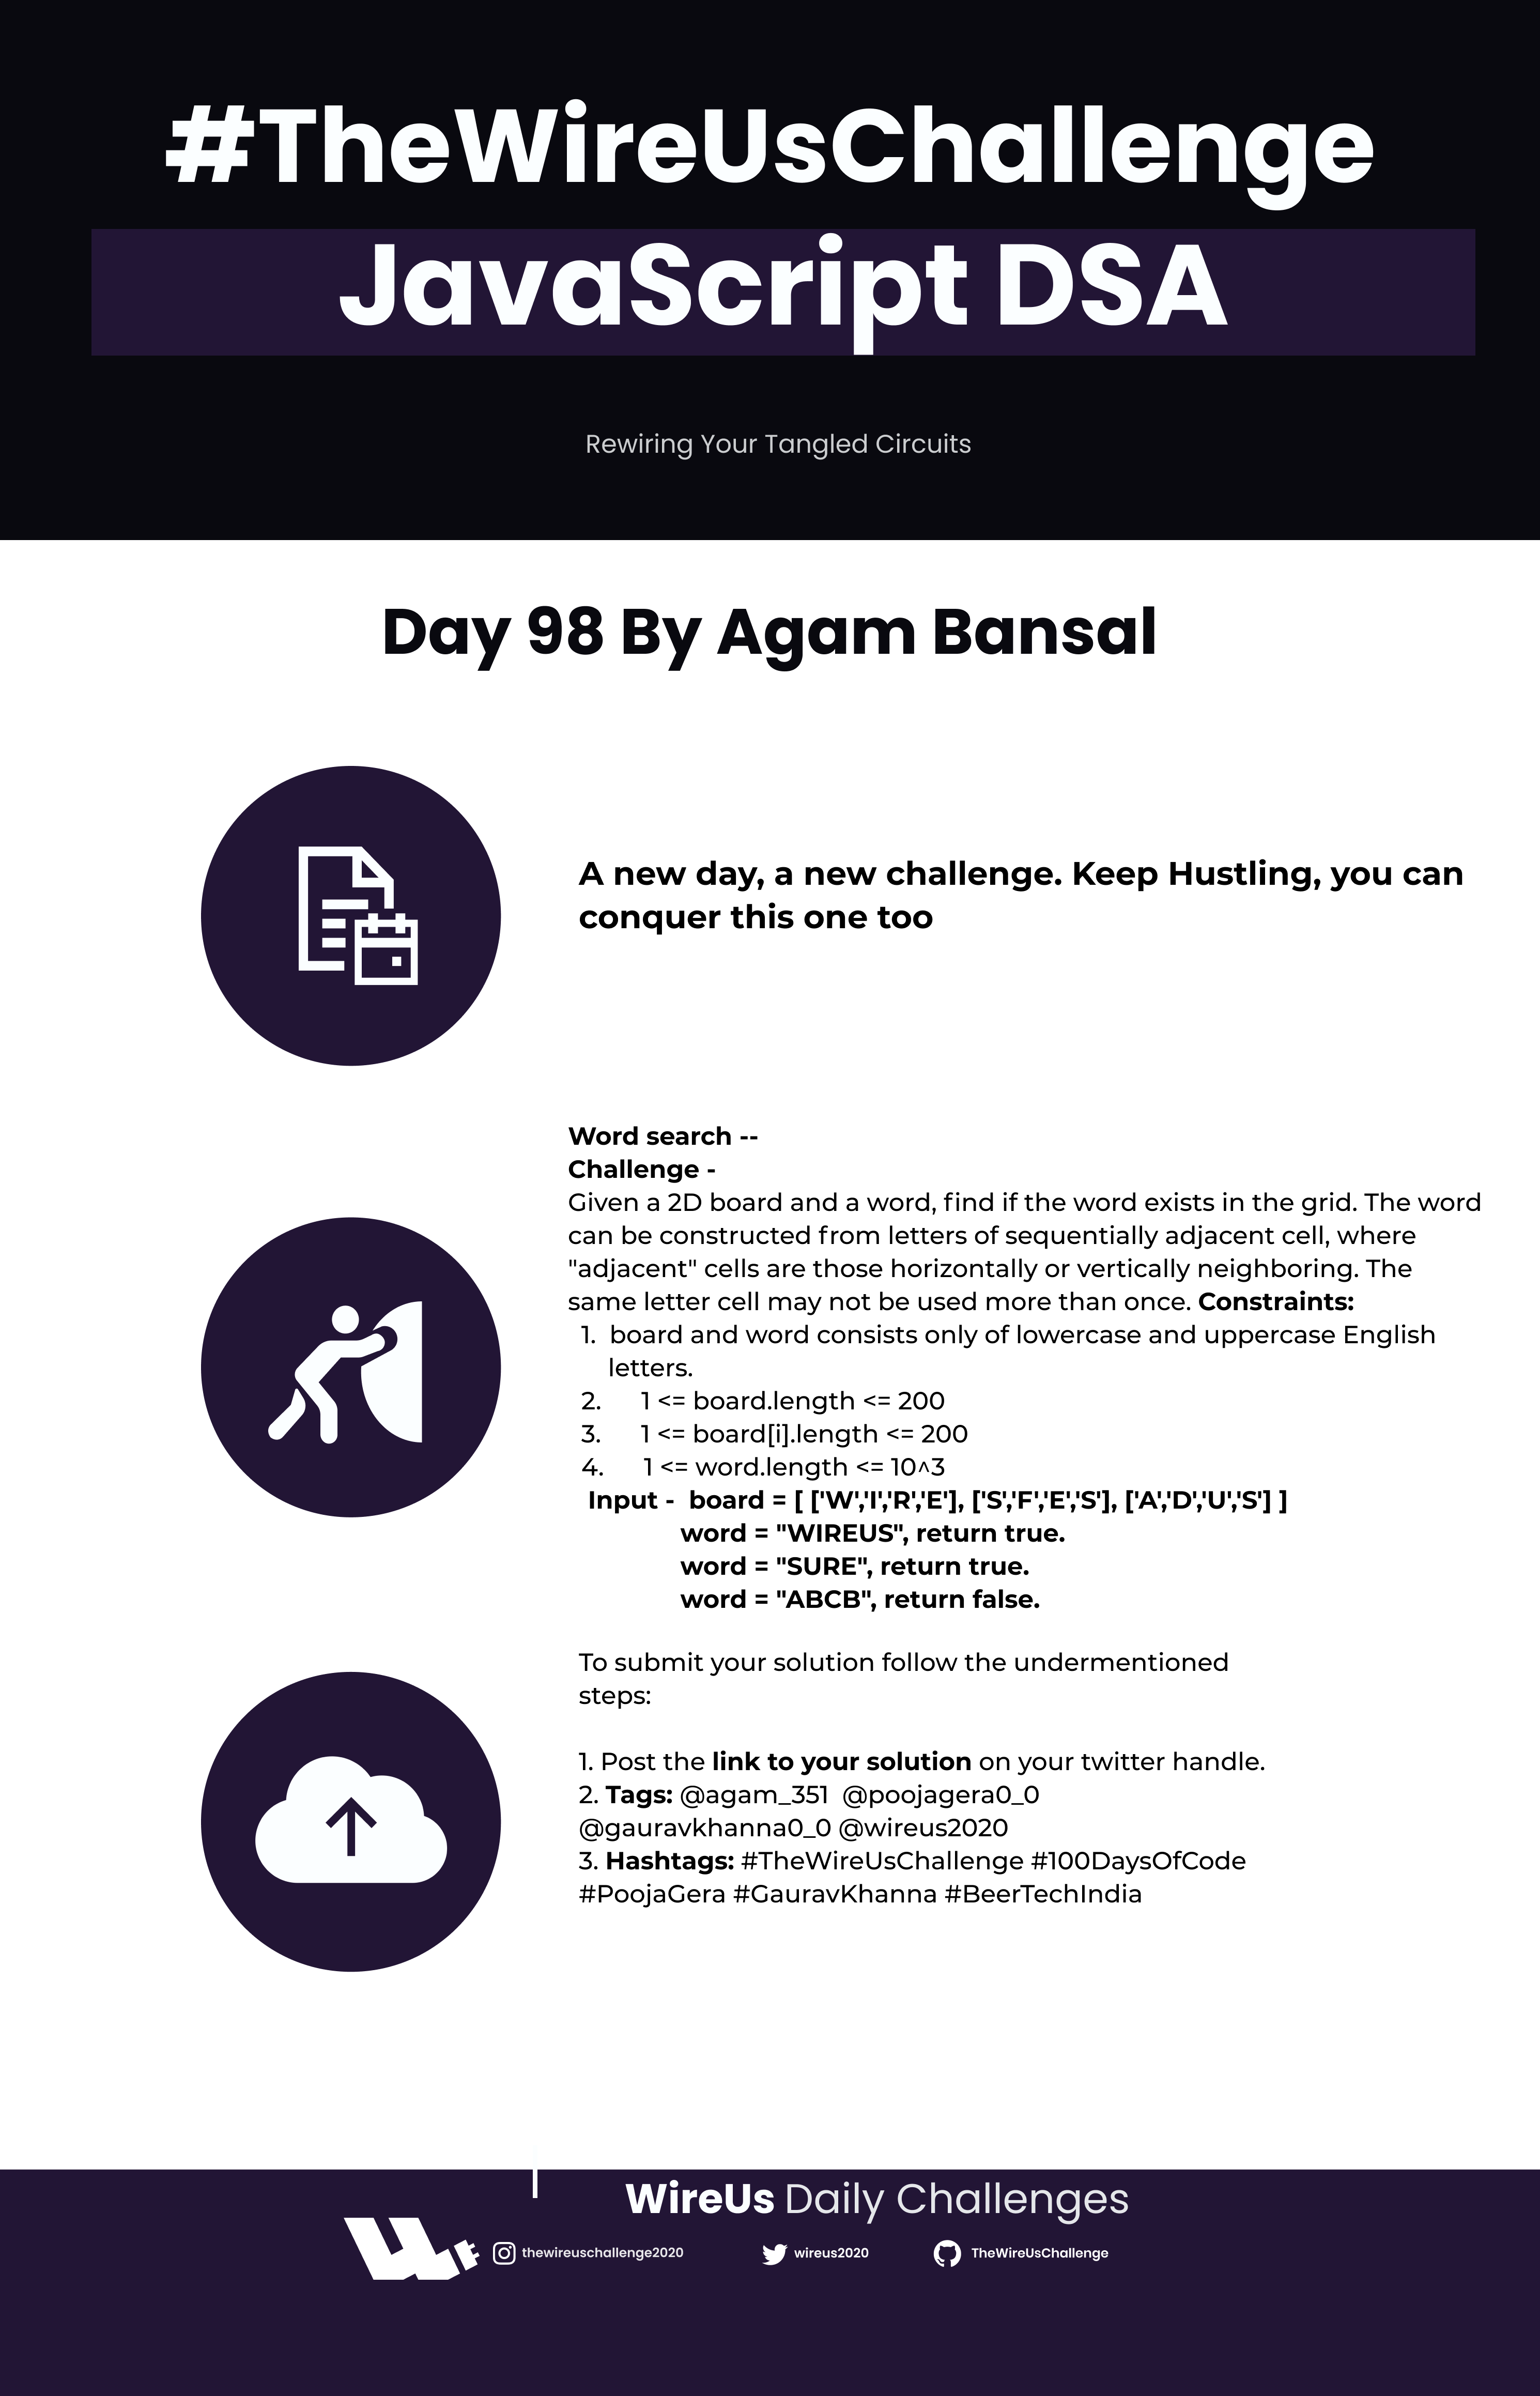 #TheWireUsChallenge
JavaScript DSA
Rewiring Your Tangled Circuits
Day 98 By Agam Bansal
A new day, a new challenge. Keep Hustling, you can
conquer this one too
Word search --
Challenge -
Given a 2D board and a word, find if the word exists in the grid. The word
can be constructed from letters of sequentially adjacent cell, where
"adjacent" cells are those horizontally or vertically neighboring. The
same letter cell may not be used more than once. Constraints:
1. board and word consists only of lowercase and uppercase English
letters.
2. 1 <= board.length <= 200
3. 1 <= board[i].length <= 200
4. 1 <= word.length <= 10^3
Input - board = [ ['W','I','R','E'], ['S','F','E','S'], ['A','D','U','S'] ]
word = "WIREUS", return true.
word = "SURE", return true.
word = "ABCB", return false.
To submit your solution follow the undermentioned
steps:
1. Post the link to your solution on your twitter handle.
2. Tags: @agam_351 @poojagera0_0
@gauravkhanna0_0 @wireus2020
3. Hashtags: #TheWireUsChallenge #100DaysOfCode
#PoojaGera #GauravKhanna #BeerTechIndia
WireUs Daily Challenges
thewireuschallenge2020 wireus2020 TheWireUsChallenge